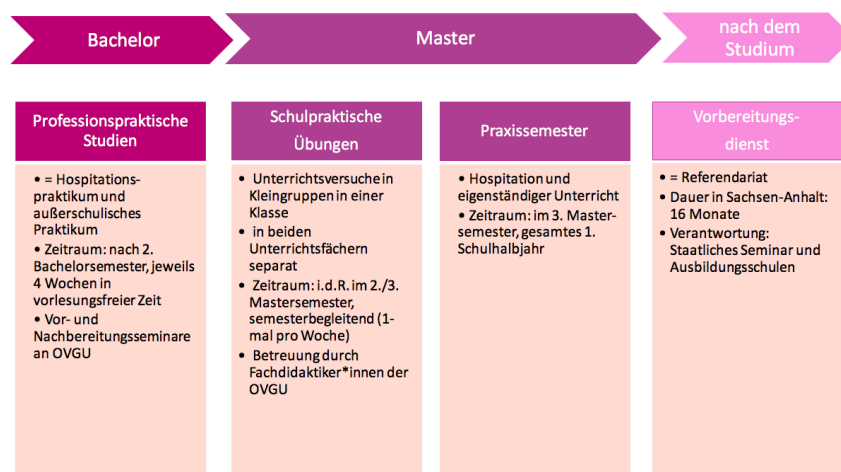 Bachelor
Master
nach dem
Studium
Professionspraktische
Studien
• = Hospitations-
praktikum und
außerschulisches
Praktikum
• Zeitraum: nach 2.
Bachelorsemester, jeweils
4 Wochen in
vorlesungsfreier Zeit
• Vor- und
Nachbereitungsseminare
an OVGU
Schulpraktische
Übungen
• Unterrichtsversuche in
Kleingruppen in einer
Klasse
• in beiden
Unterrichtsfächern
separat
• Zeitraum: i.d.R. im 2./3.
Mastersemester,
semesterbegleitend (1-
mal pro Woche)
• Betreuung durch
Fachdidaktiker*innen der
OVGU
Praxissemester
• Hospitation und
eigenständiger Unterricht
• Zeitraum: im 3. Master-
semester, gesamtes 1.
Schulhalbjahr
Vorbereitungs-
dienst
• = Referendariat
• Dauer in Sachsen-Anhalt:
16 Monate
• Verantwortung:
Staatliches Seminar und
Ausbildungsschulen